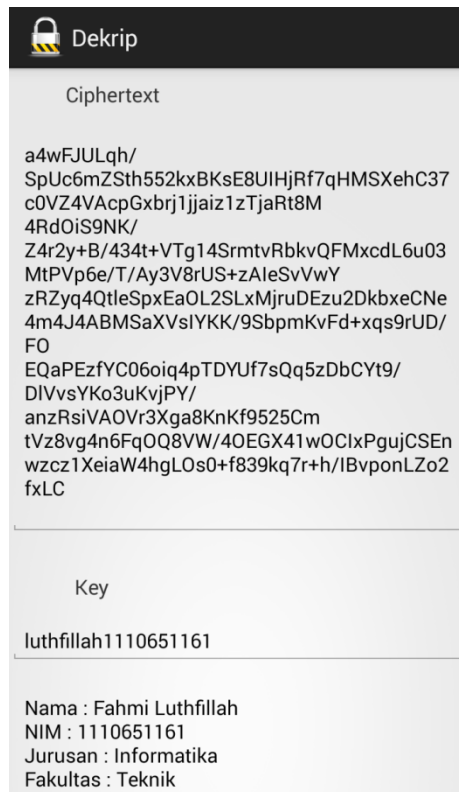 Dekrip
Ciphertext
a4wFJULqh/
SpUc6mZSth552kxBKsE8UIHjRf7qHMSXehC37
c0VZ4VAcpGxbrj1jjaiz1zTjaRt8M
4RdOiS9NK/
Z4r2y+B/434t+VTg14SrmtvRbkvQFMxcdL6u03
MtPVp6e/T/Ay3V8rUS+zAIeSvVwY
zRZyq4QtleSpxEaOL2SLxMjruDEzu2DkbxeCNe
4m4J4ABMSaXVsIYKK/9SbpmKvFd+xqs9rUD/
FO
EQaPEzfYC06oiq4pTDYUf7sQq5zDbCYt9/
DlVvsYKo3uKvjPY/
anzRsiVAOVr3Xga8KnKf9525Cm
tVz8vg4n6FqOQ8VW/4OEGX41wOCIxPgujCSEn
wzcz1XeiaW4hgLOs0+f839kq7r+h/IBvponLZo2
fxLC
Key
luthfillah1110651161
Nama : Fahmi Luthfillah
NIM : 1110651161
Jurusan : Informatika
Fakultas : Teknik